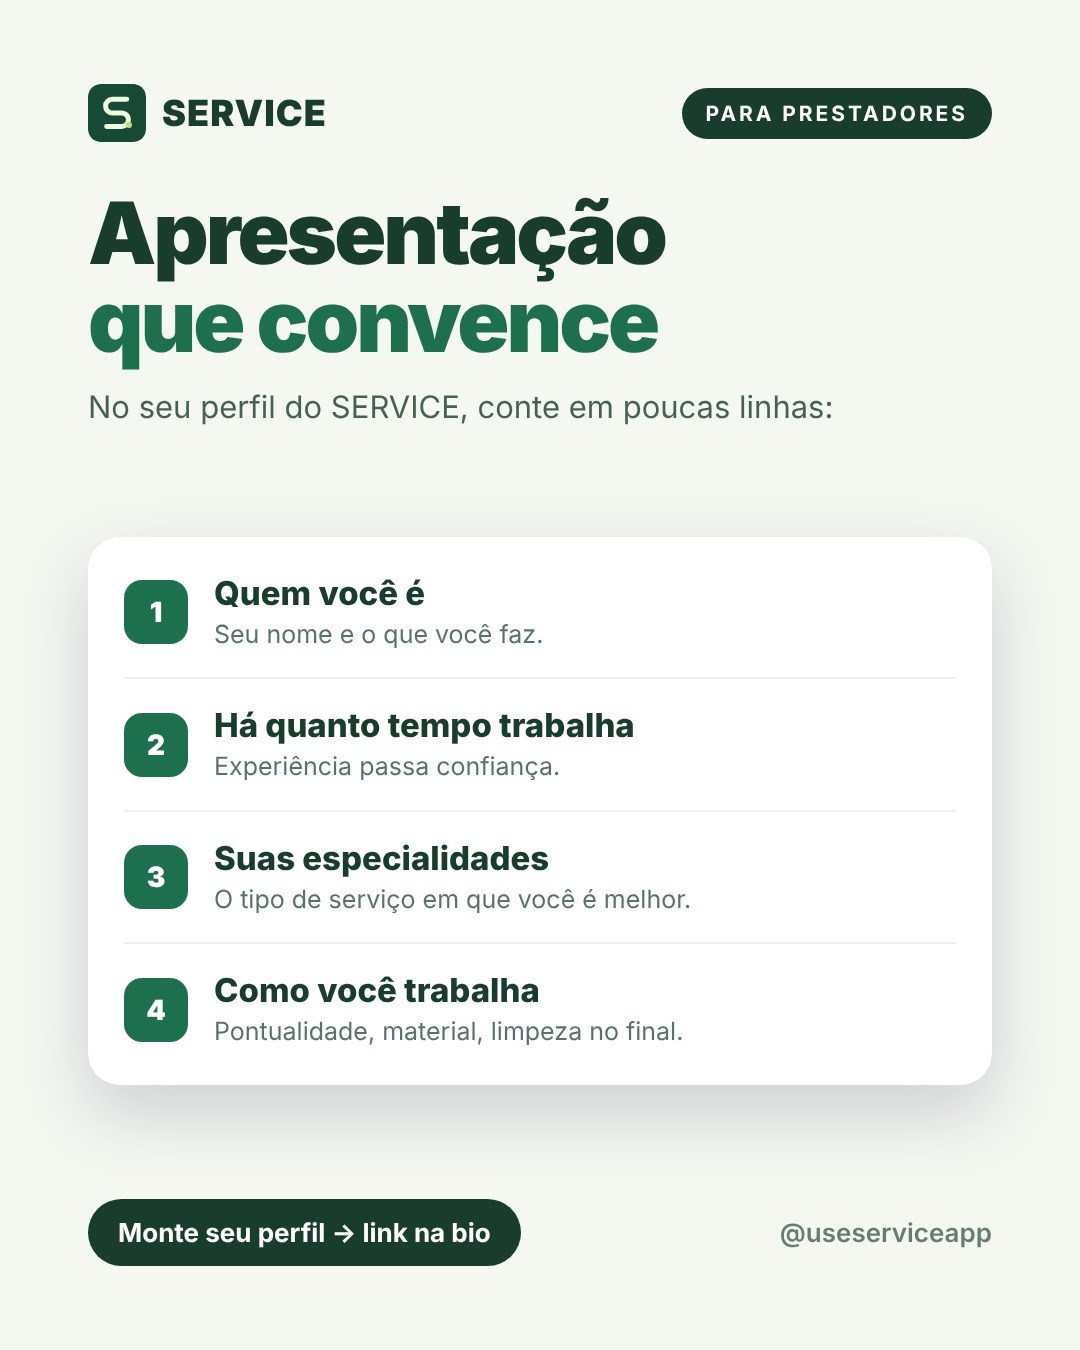 SERVICE
PARA PRESTADORES
Apresentação
que convence
No seu perfil do SERVICE, conte em poucas linhas:
1
Quem você é
Seu nome e o que você faz.
2
Há quanto tempo trabalha
Experiência passa confiança.
3
Suas especialidades
O tipo de serviço em que você é melhor.
4
Como você trabalha
Pontualidade, material, limpeza no final.
Monte seu perfil → link na bio
@useserviceapp